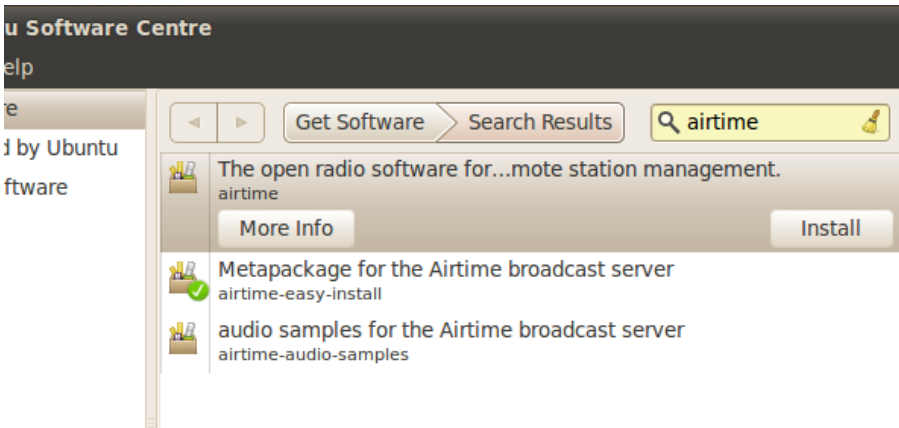 u Software Centre
elp
re
d by Ubuntu
ftware
Get Software
Search Results
airtime
The open radio software for...mote station management.
airtime
More Info
Install
Metapackage for the Airtime broadcast server
airtime-easy-install
audio samples for the Airtime broadcast server
airtime-audio-samples